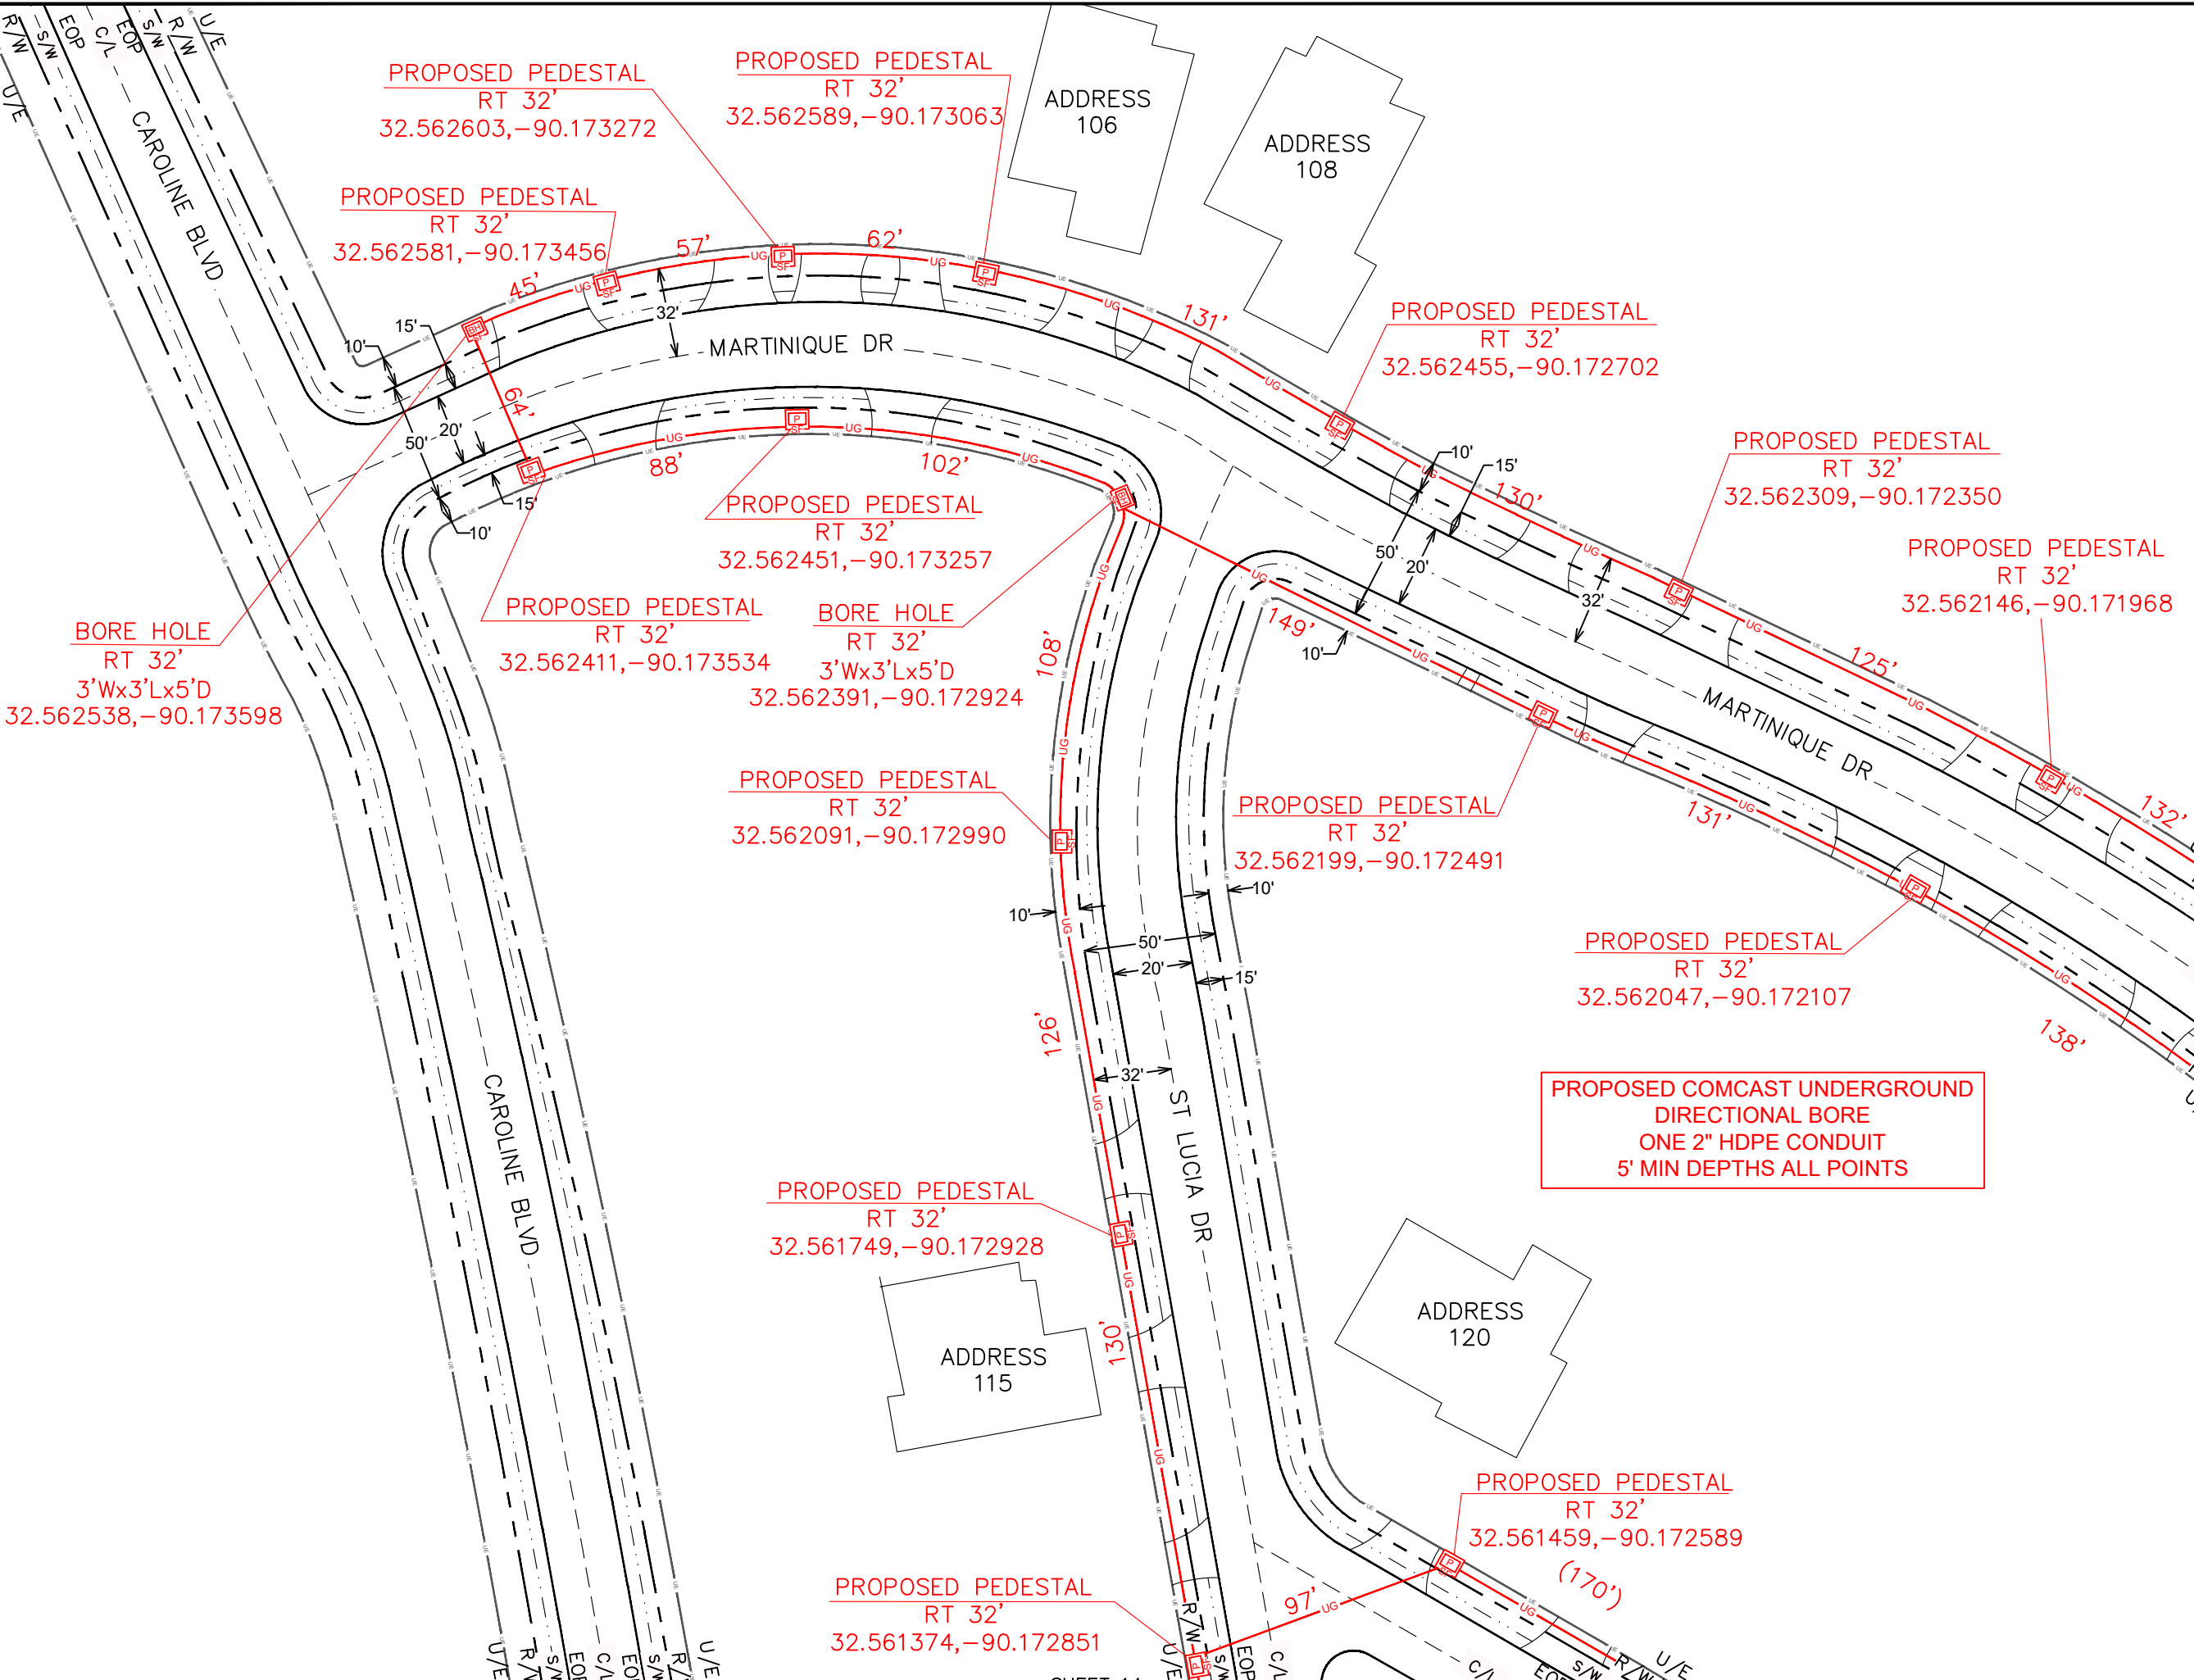 R/W
S/W
EOP
C/L
EOP
S/W
R/W
U/E
U/E
CAROLINE BLVD
PROPOSED PEDESTAL
RT 32'
32.562603,-90.173272
PROPOSED PEDESTAL
RT 32'
32.562589,-90.173063
ADDRESS
106
ADDRESS
108
PROPOSED PEDESTAL
RT 32'
32.562581,-90.173456
45'
57'
62'
131'
32'
MARTINIQUE DR
15'
10'
64'
50'
20'
15'
10'
88'
102'
PROPOSED PEDESTAL
RT 32'
32.562455,-90.172702
PROPOSED PEDESTAL
RT 32'
32.562309,-90.172350
10'
15'
130'
50'
20'
32'
PROPOSED PEDESTAL
RT 32'
32.562146,-90.171968
PROPOSED PEDESTAL
RT 32'
32.562451,-90.173257
PROPOSED PEDESTAL
RT 32'
32.562411,-90.173534
BORE HOLE
RT 32'
3'Wx3'Lx5'D
32.562391,-90.172924
BORE HOLE
RT 32'
3'Wx3'Lx5'D
32.562538,-90.173598
108'
149'
10'
125'
MARTINIQUE DR
132'
PROPOSED PEDESTAL
RT 32'
32.562091,-90.172990
PROPOSED PEDESTAL
RT 32'
32.562199,-90.172491
131'
10'
10'
50'
20'
15'
PROPOSED PEDESTAL
RT 32'
32.562047,-90.172107
138'
126'
32'
CAROLINE BLVD
ST LUCIA DR
PROPOSED COMCAST UNDERGROUND
DIRECTIONAL BORE
ONE 2" HDPE CONDUIT
5' MIN DEPTHS ALL POINTS
PROPOSED PEDESTAL
RT 32'
32.561749,-90.172928
ADDRESS
115
130'
ADDRESS
120
PROPOSED PEDESTAL
RT 32'
32.561459,-90.172589
(170')
97'
PROPOSED PEDESTAL
RT 32'
32.561374,-90.172851
U/E
R/W
S/W
EOP
C/L
S/W
U/E
R/W
U/E
S/W
EOP
C/L
C/L
S/W
R/W
U/E